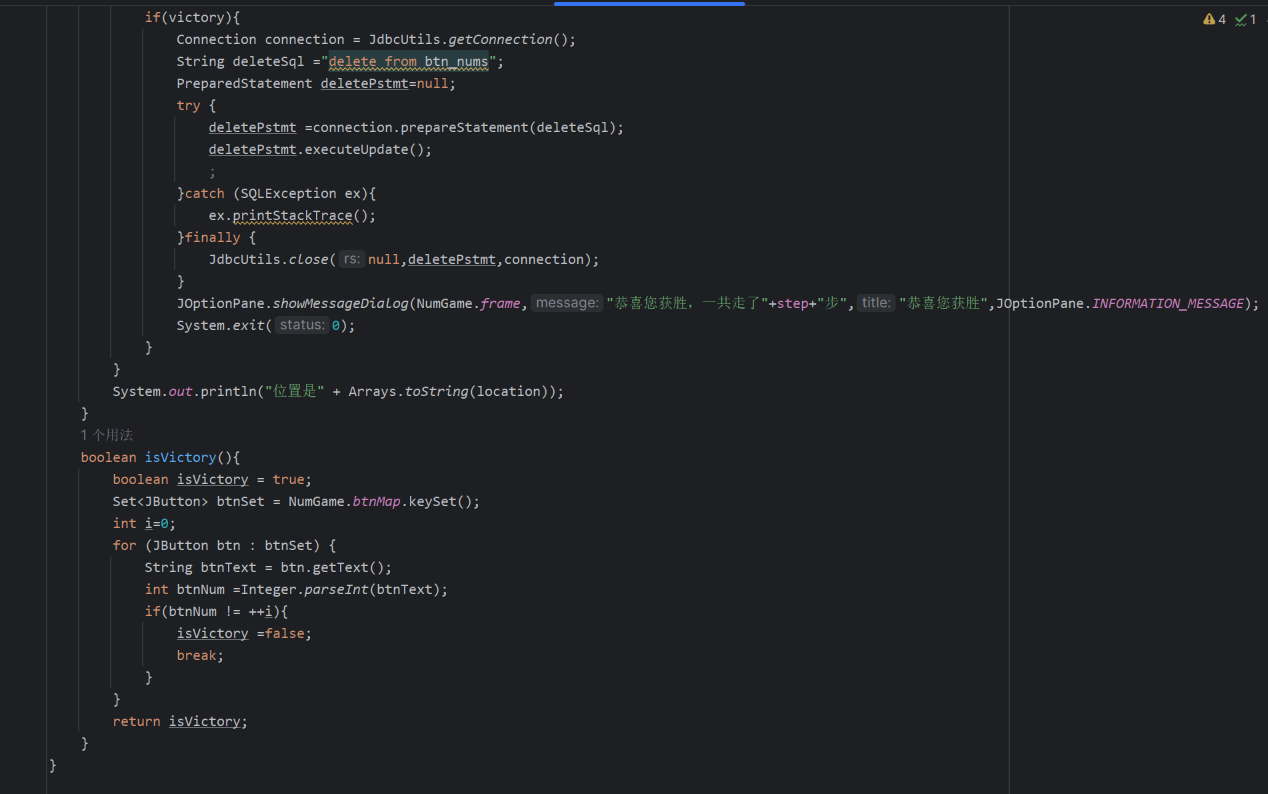 4 1
if(victory){
Connection connection = JdbcUtils.getConnection();
String deleteSql ="delete from btn_nums";
PreparedStatement deletePstmt=null;
try {
deletePstmt =connection.prepareStatement(deleteSql);
deletePstmt.executeUpdate();
;
}catch (SQLException ex){
ex.printStackTrace();
}finally {
JdbcUtils.close( rs: null,deletePstmt,connection);
}
JOptionPane.showMessageDialog(NumGame.frame, message: "恭喜您获胜，一共走了"+step+"步", title: "恭喜您获胜",JOptionPane.INFORMATION_MESSAGE);
System.exit( status: 0);
}
}
System.out.println("位置是" + Arrays.toString(location));
}
1 个用法
boolean isVictory(){
boolean isVictory = true;
Set<JButton> btnSet = NumGame.btnMap.keySet();
int i=0;
for (JButton btn : btnSet) {
String btnText = btn.getText();
int btnNum =Integer.parseInt(btnText);
if(btnNum != ++i){
isVictory =false;
break;
}
}
return isVictory;
}
}